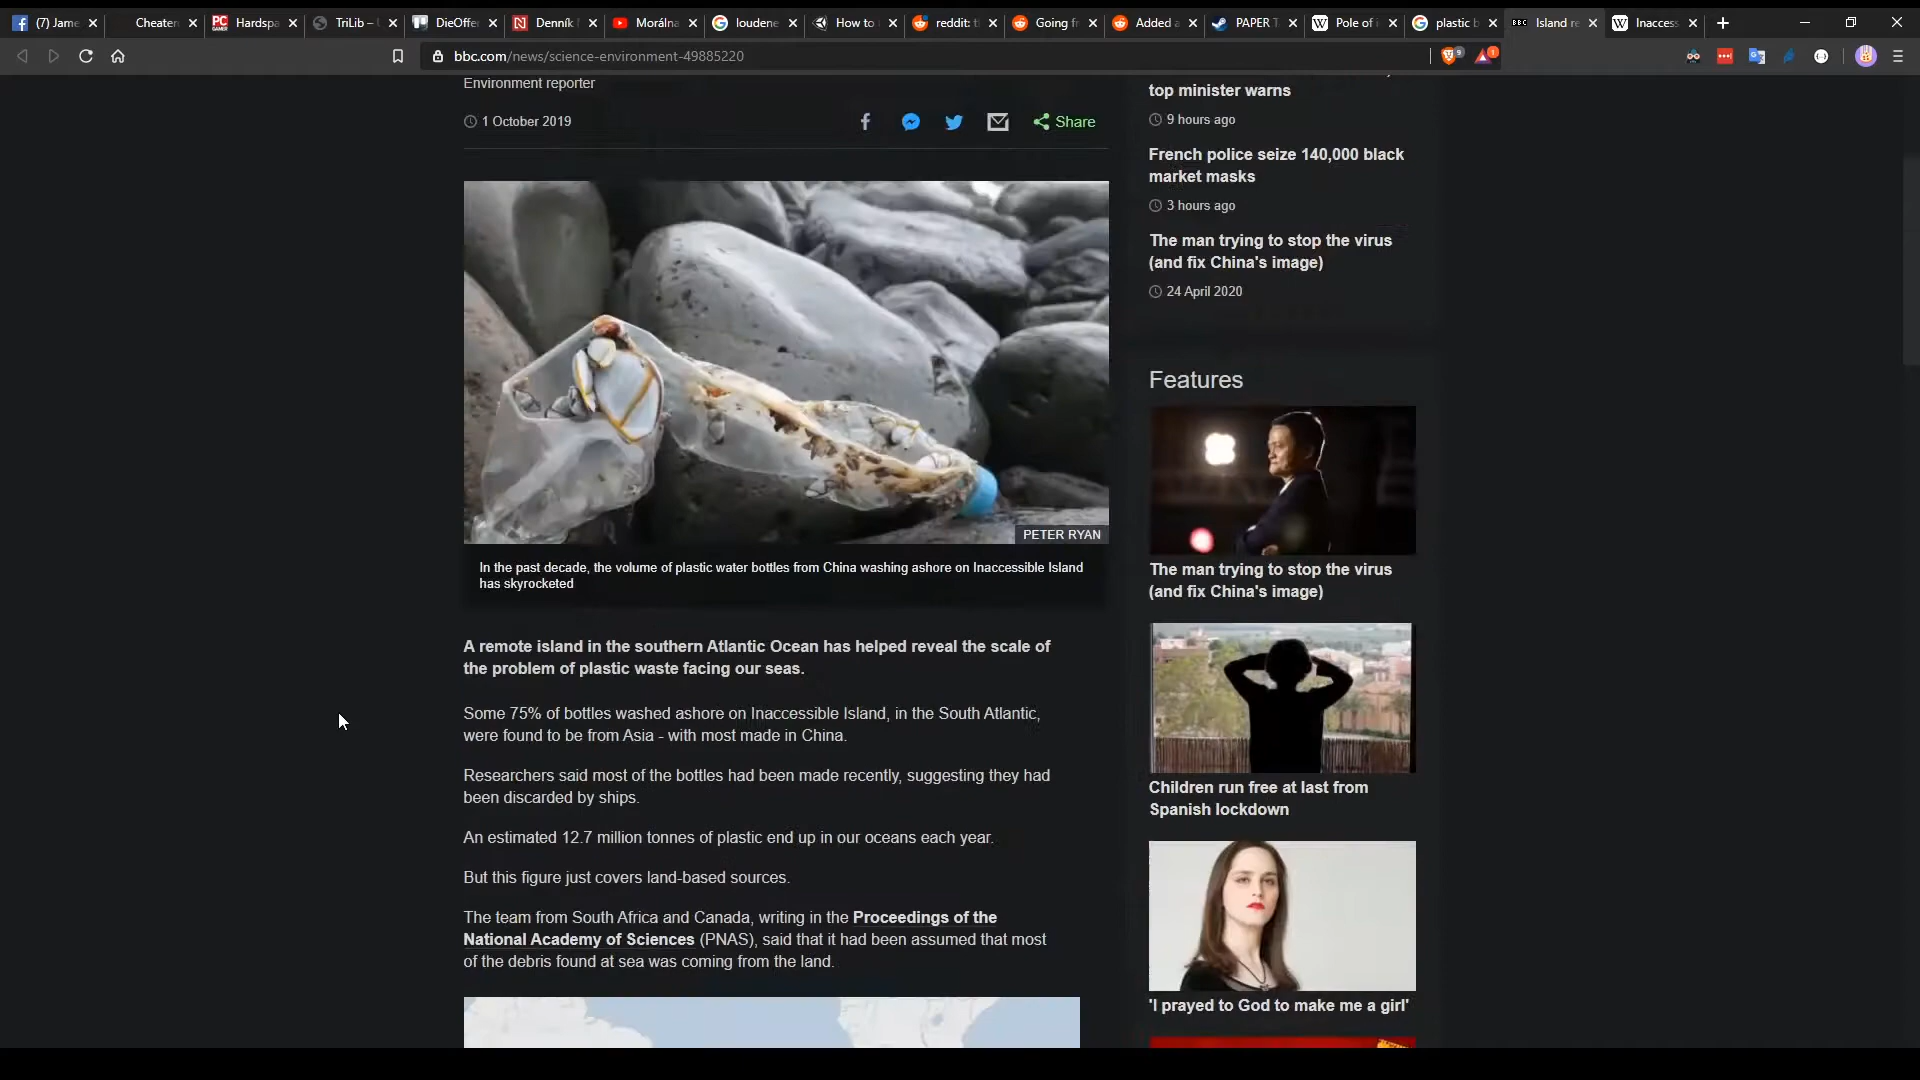 (7) Jame
Cheaten
Hardspa
TriLib –
DieOffer
Denník
Morálna
loudene
How to
reddit: t
Going fr
Added a
PAPER T
Pole of i
plastic b
Island re
Inaccess
bbc.com/news/science-environment-49885220
Environment reporter
1 October 2019
Share
PETER RYAN
In the past decade, the volume of plastic water bottles from China washing ashore on Inaccessible Island
has skyrocketed
A remote island in the southern Atlantic Ocean has helped reveal the scale of
the problem of plastic waste facing our seas.
Some 75% of bottles washed ashore on Inaccessible Island, in the South Atlantic,
were found to be from Asia - with most made in China.
Researchers said most of the bottles had been made recently, suggesting they had
been discarded by ships.
An estimated 12.7 million tonnes of plastic end up in our oceans each year.
But this figure just covers land-based sources.
The team from South Africa and Canada, writing in the Proceedings of the
National Academy of Sciences (PNAS), said that it had been assumed that most
of the debris found at sea was coming from the land.
top minister warns
9 hours ago
French police seize 140,000 black
market masks
3 hours ago
The man trying to stop the virus
(and fix China's image)
24 April 2020
Features
The man trying to stop the virus
(and fix China's image)
Children run free at last from
Spanish lockdown
'I prayed to God to make me a girl'